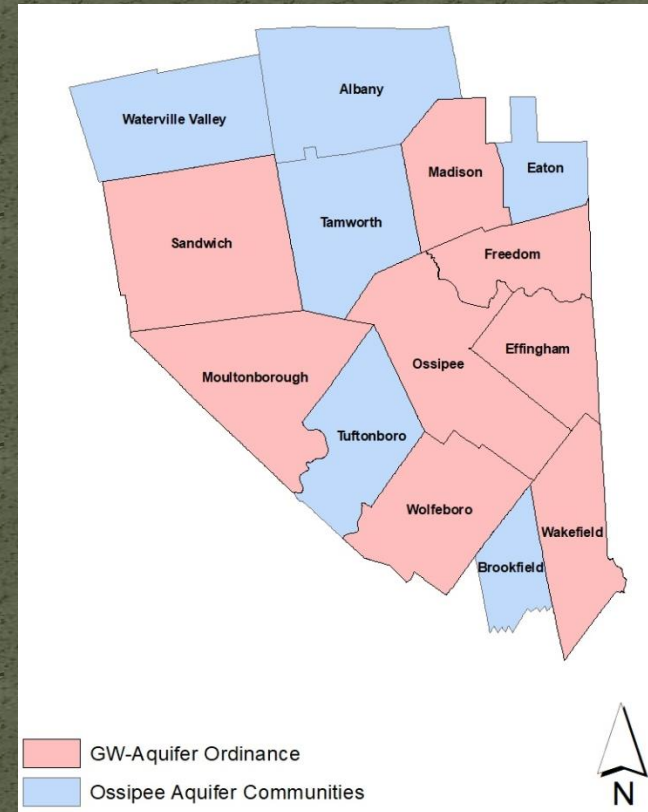 Albany
Waterville Valley
Madison
Eaton
Tamworth
Sandwich
Freedom
Effingham
Ossipee
Moultonborough
Tuftonboro
Wolfeboro
Wakefield
Brookfield
GW-Aquifer Ordinance
Ossipee Aquifer Communities
N